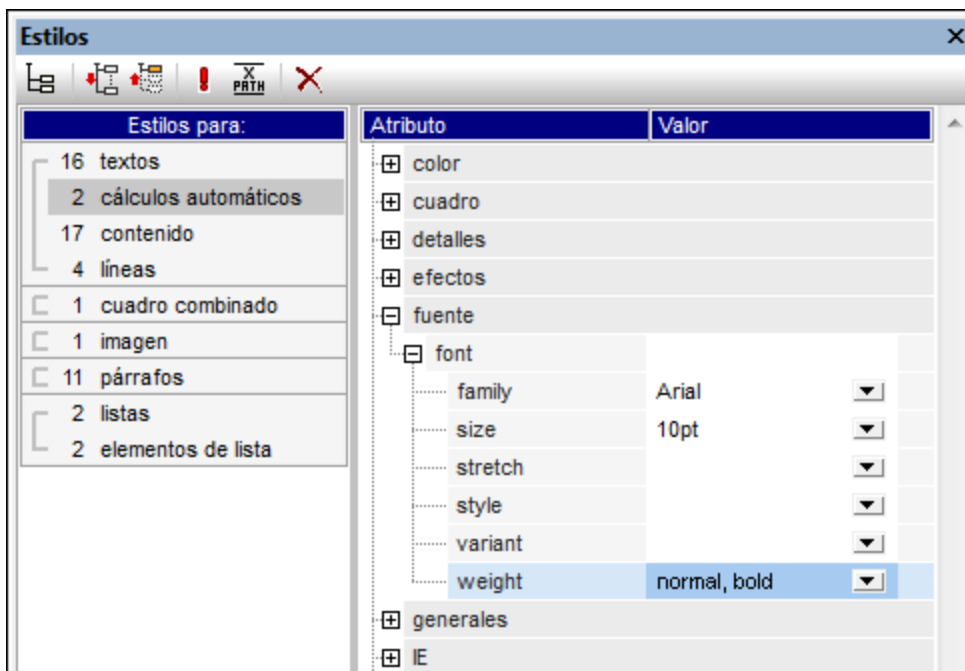 Estilos
X
PATH
Estilos para:
16 textos
2 cálculos automáticos
17 contenido
4 líneas
1 cuadro combinado
1 imagen
11 párrafos
2 listas
2 elementos de lista
Atributo Valor
color
cuadro
detalles
efectos
fuente
font
family Arial
size 10pt
stretch
style
variant
weight normal, bold
generales
IE